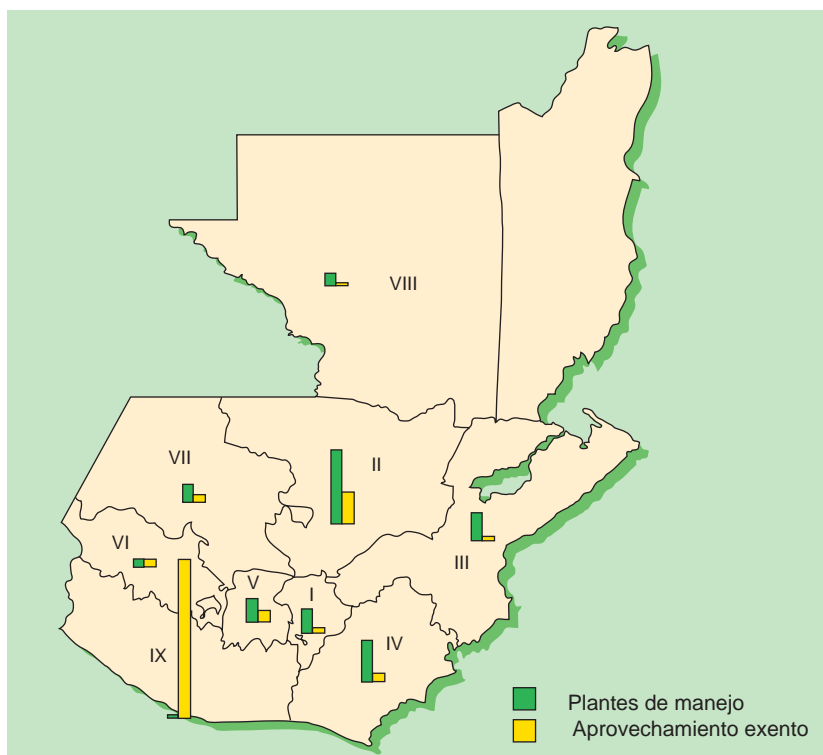 VIII
VII
II
VI
III
V
I
IV
IX
Plantes de manejo
Aprovechamiento exento